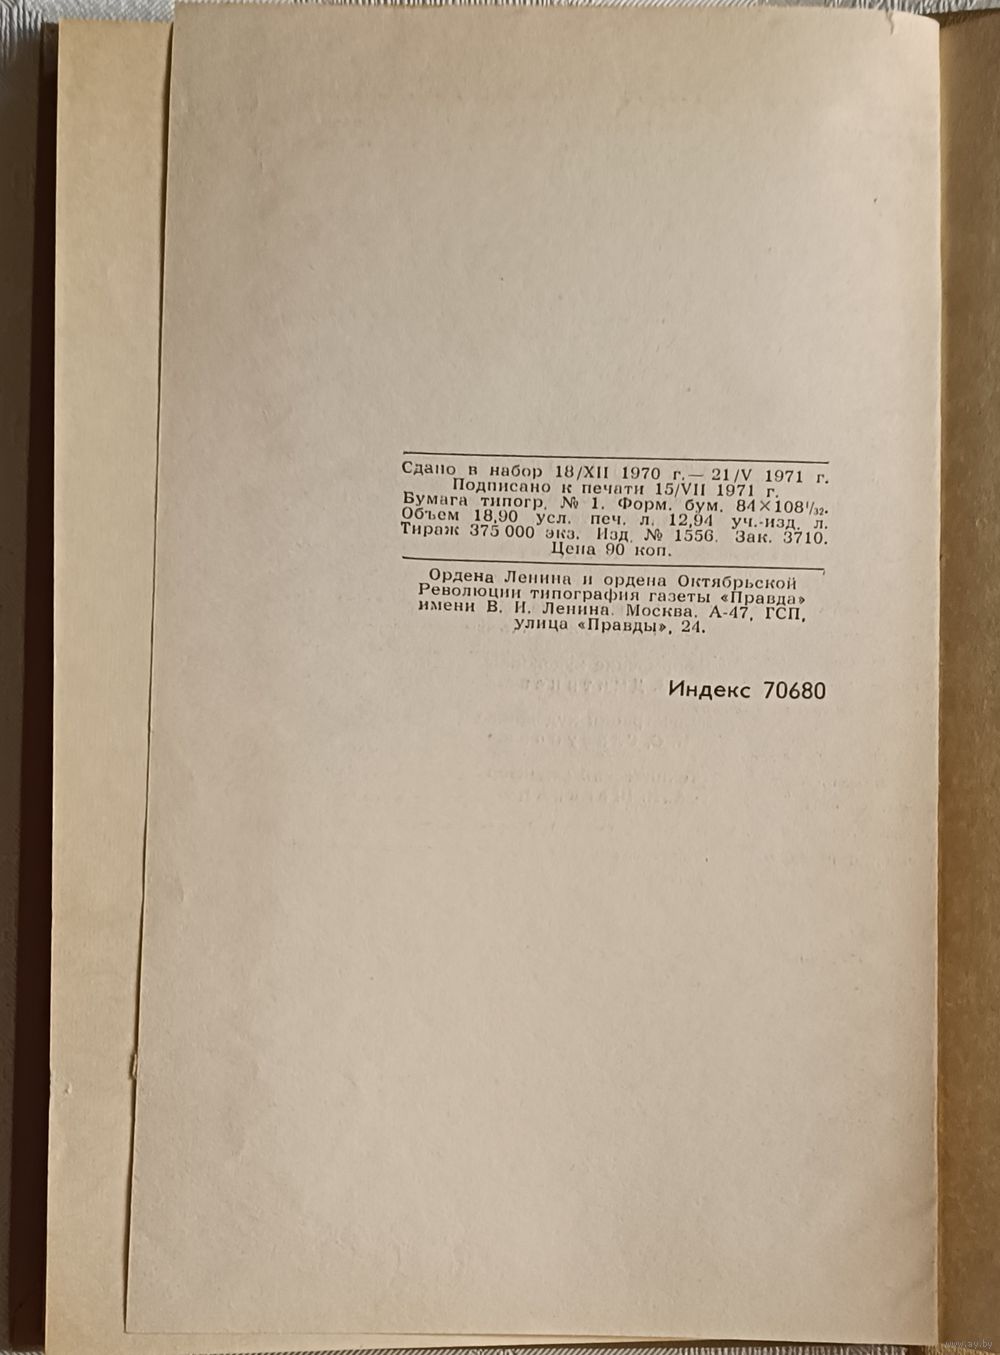 Сдано в набор 18/XII 1970 г.— 21/V 1971 г.
Подписано к печати 15/VII 1971 г.
Бумага типогр. № 1. Форм. бум. 84×108¹/₃₂.
Объем 18,90 усл. печ. л. 12,94 уч.-изд. л.
Тираж 375 000 экз. Изд. № 1556. Зак. 3710.
Цена 90 коп.
Ордена Ленина и ордена Октябрьской
Революции типография газеты «Правда»
имени В. И. Ленина. Москва, А-47, ГСП,
улица «Правды», 24.
Индекс 70680
www.ay.by